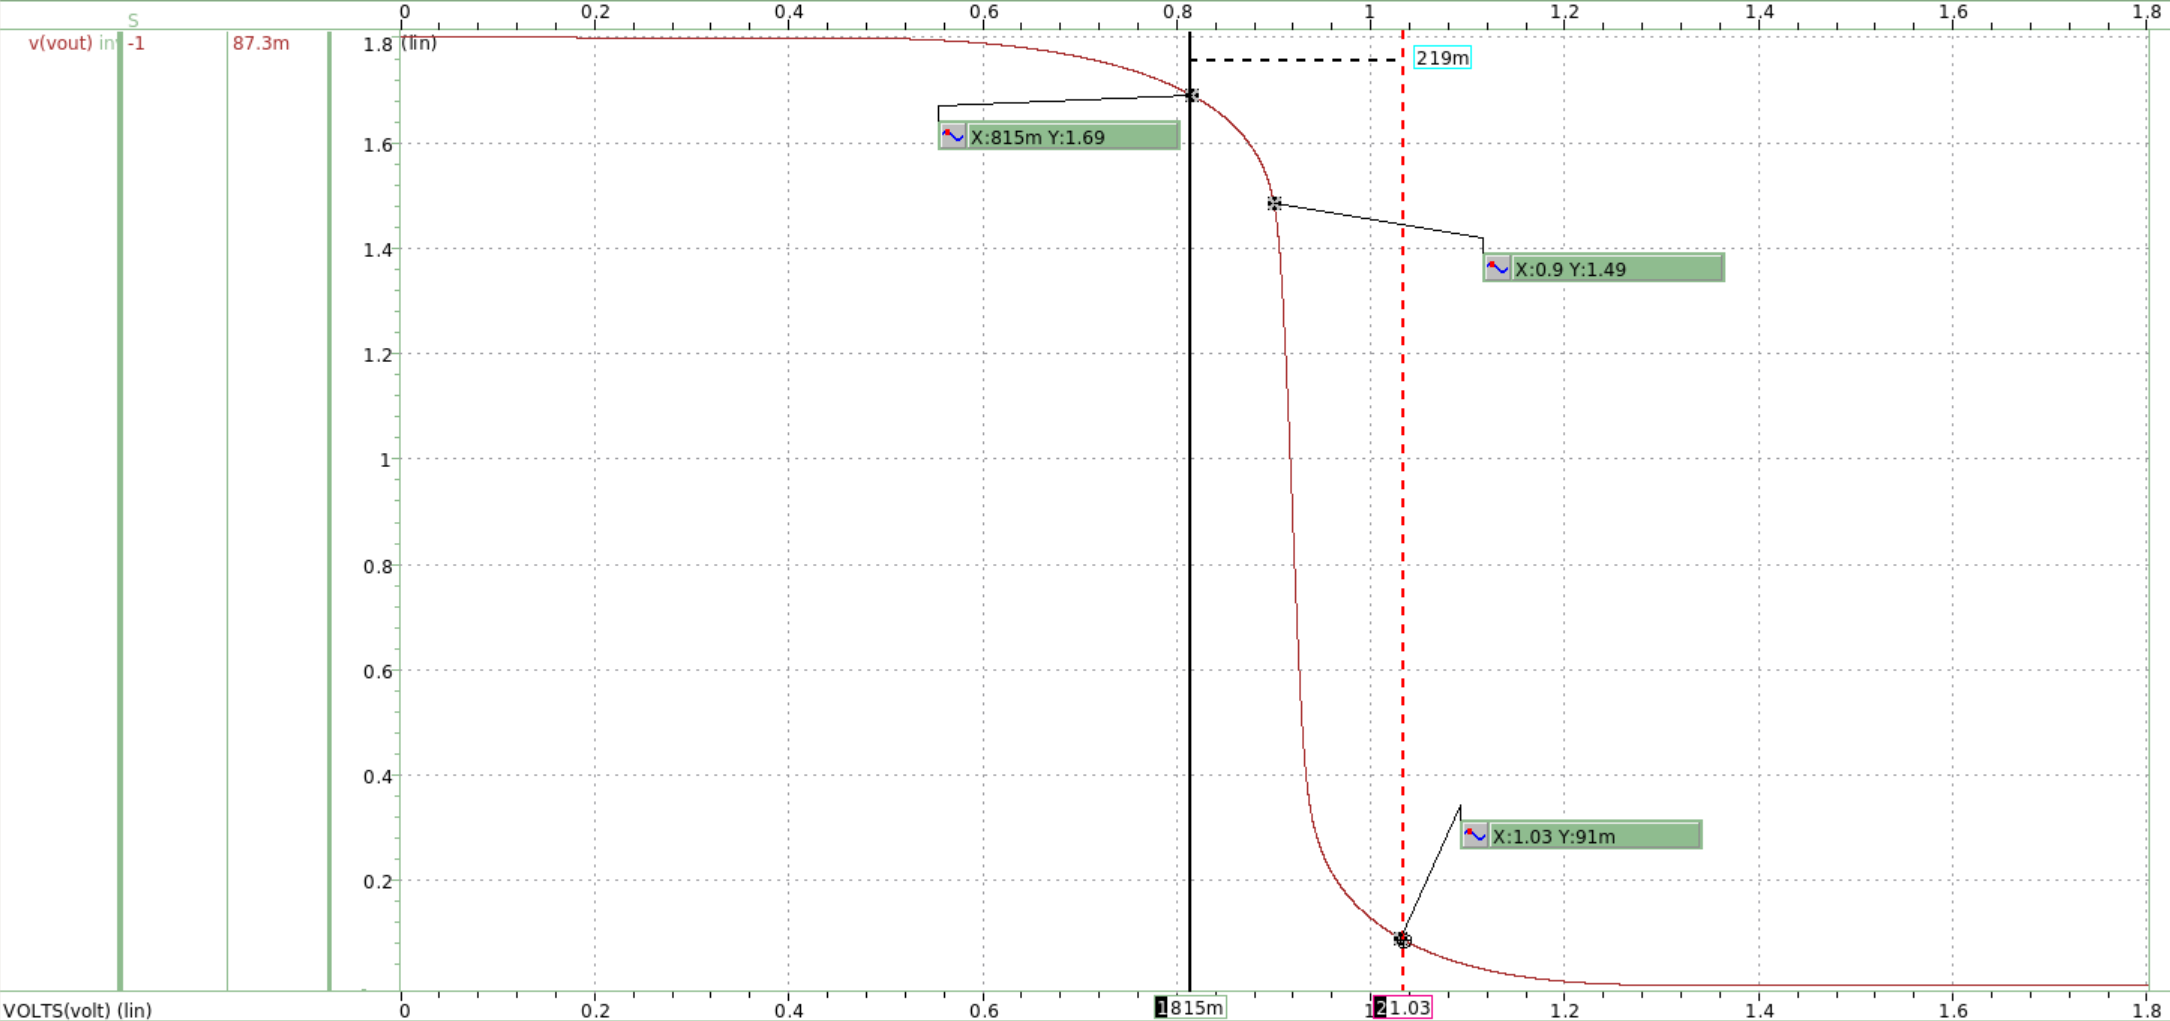 0 0.2 0.4 0.6 0.8 1 1.2 1.4 1.6 1.8
S
v(vout) in -1 87.3m
1.8 (lin)
219m
X:815m Y:1.69
1.6
1.4
X:0.9 Y:1.49
1.2
1
0.8
0.6
0.4
X:1.03 Y:91m
0.2
VOLTS(volt) (lin) 0 0.2 0.4 0.6 1 815m 1 2 1.03 1.2 1.4 1.6 1.8